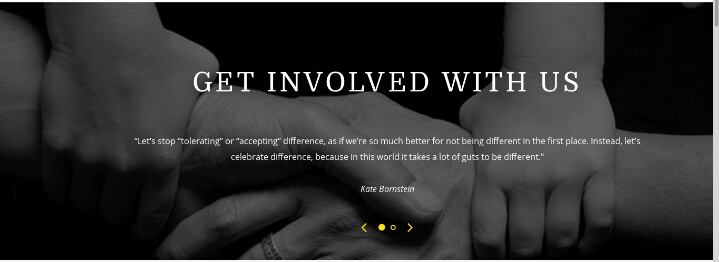 GET INVOLVED WITH US
“Let’s stop “tolerating” or “accepting” difference, as if we’re so much better for not being different in the first place. Instead, let’s
celebrate difference, because in this world it takes a lot of guts to be different.”
Kate Bornstein